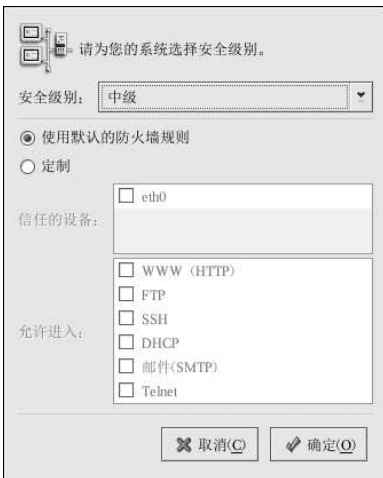 请为您的系统选择安全级别。
安全级别: 中级
使用默认的防火墙规则
定制
信任的设备: eth0
允许进入:
WWW (HTTP)
FTP
SSH
DHCP
邮件(SMTP)
Telnet
取消(C) 确定(O)